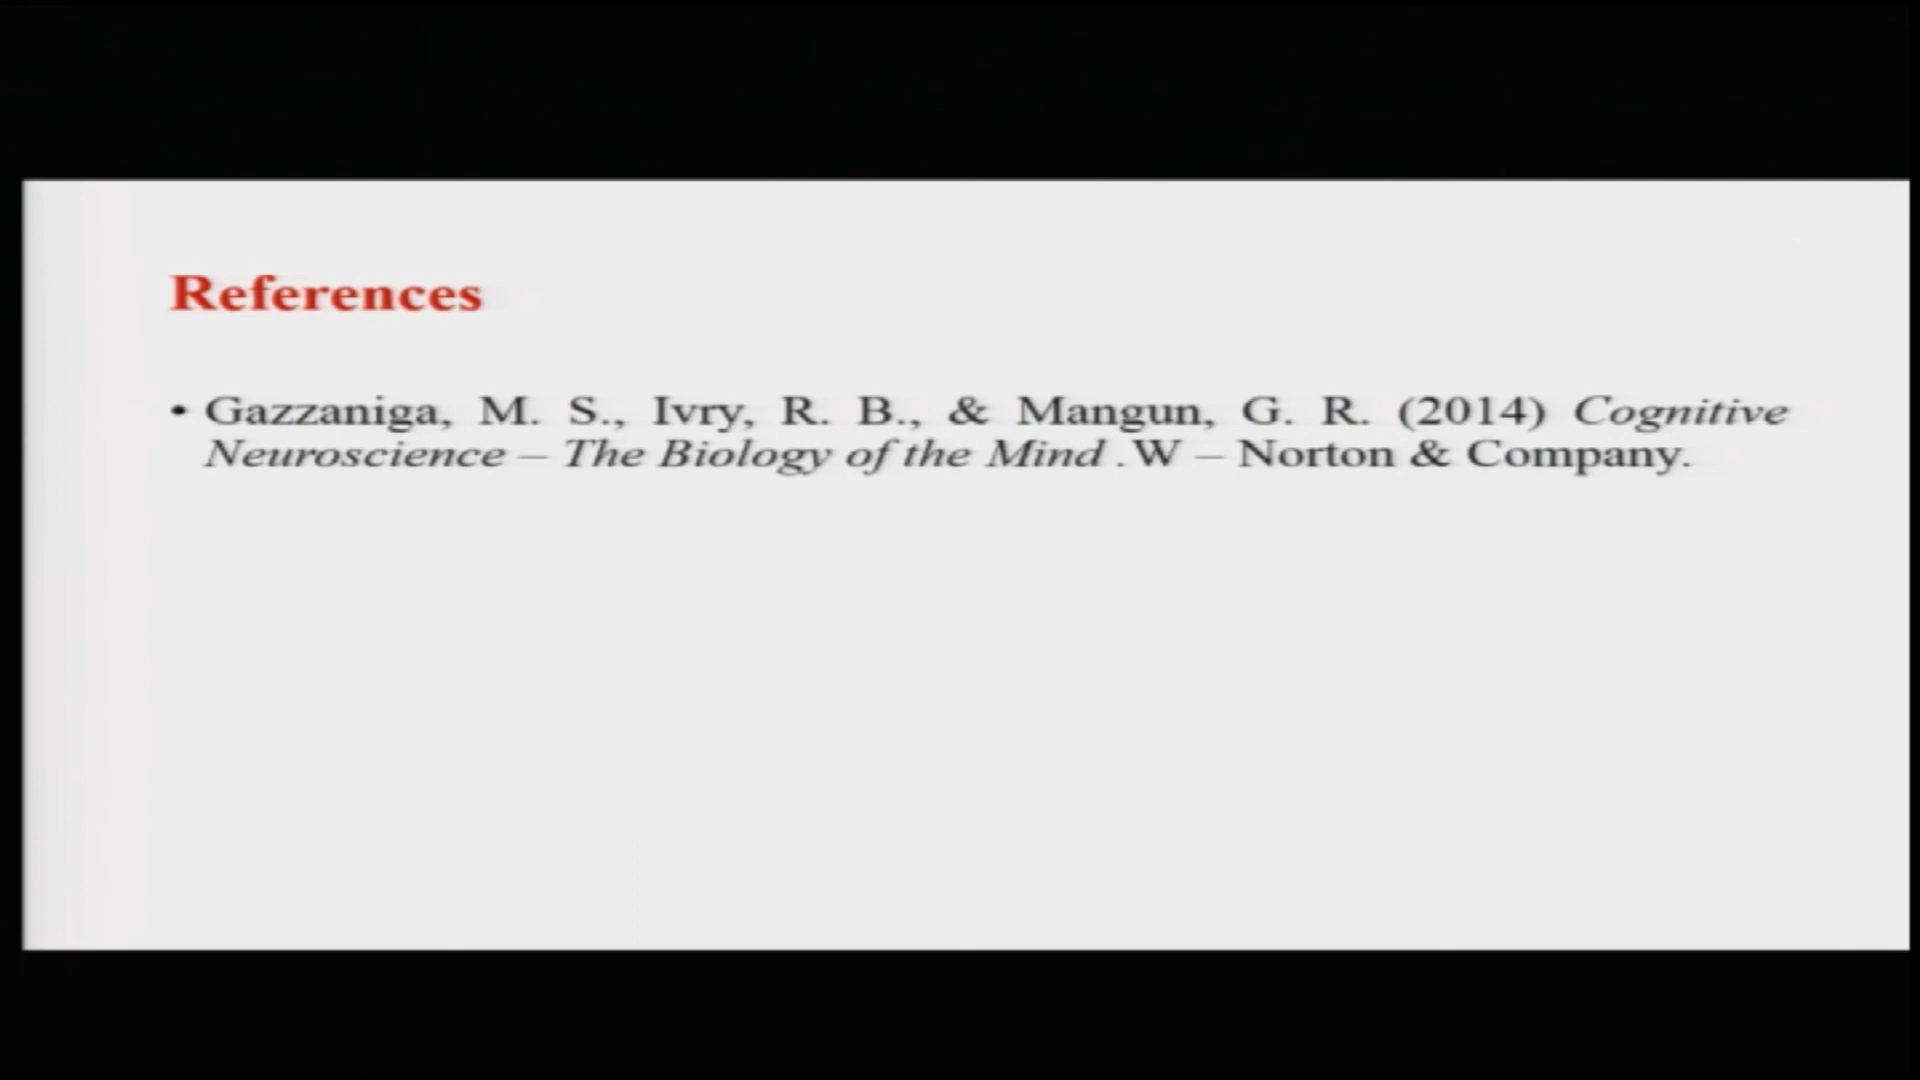 References
• Gazzaniga, M. S., Ivry, R. B., & Mangun, G. R. (2014) Cognitive
Neuroscience – The Biology of the Mind . W – Norton & Company.